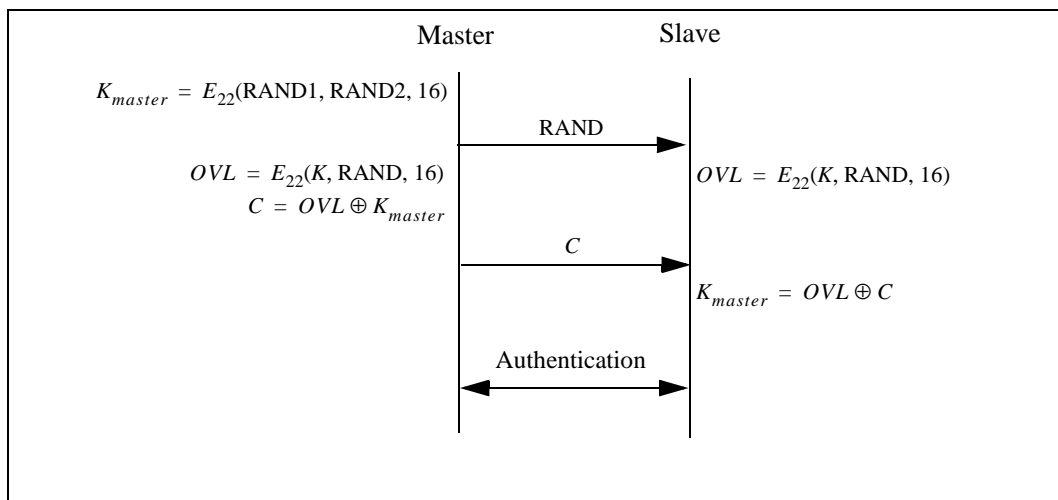 Master Slave
K_master = E_22(RAND1, RAND2, 16)
RAND
OVL = E_22(K, RAND, 16) OVL = E_22(K, RAND, 16)
C = OVL ⊕ K_master
C
K_master = OVL ⊕ C
Authentication